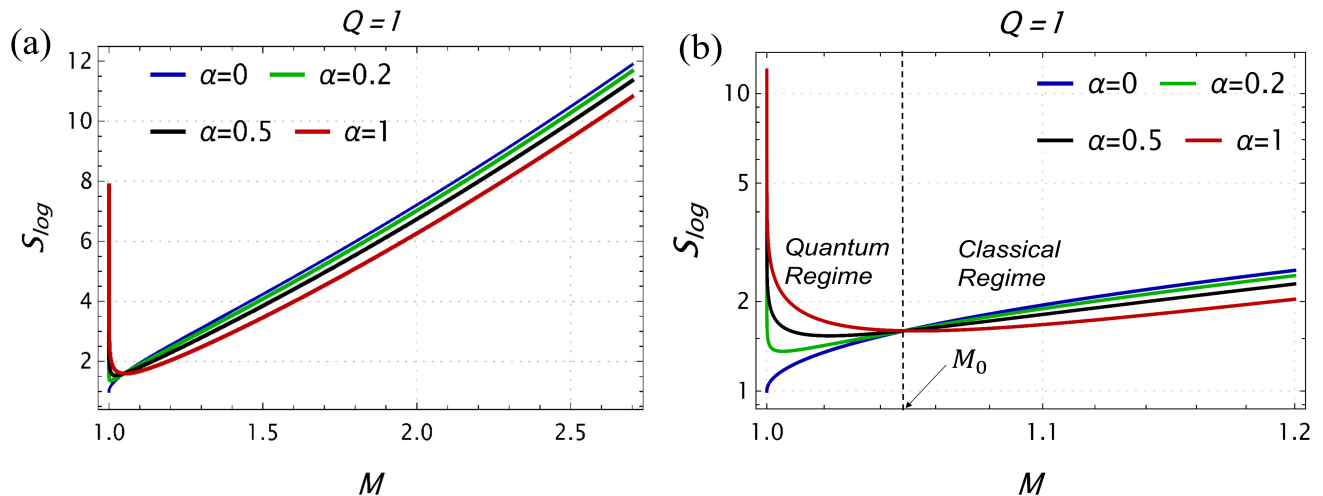 (a)
Q = 1
α=0 α=0.2
α=0.5 α=1
12
10
8
6
4
2
S_log
1.0 1.5 2.0 2.5
M
(b)
Q = 1
α=0 α=0.2
α=0.5 α=1
Quantum
Regime
Classical
Regime
M₀
10
5
2
1
S_log
1.0 1.1 1.2
M